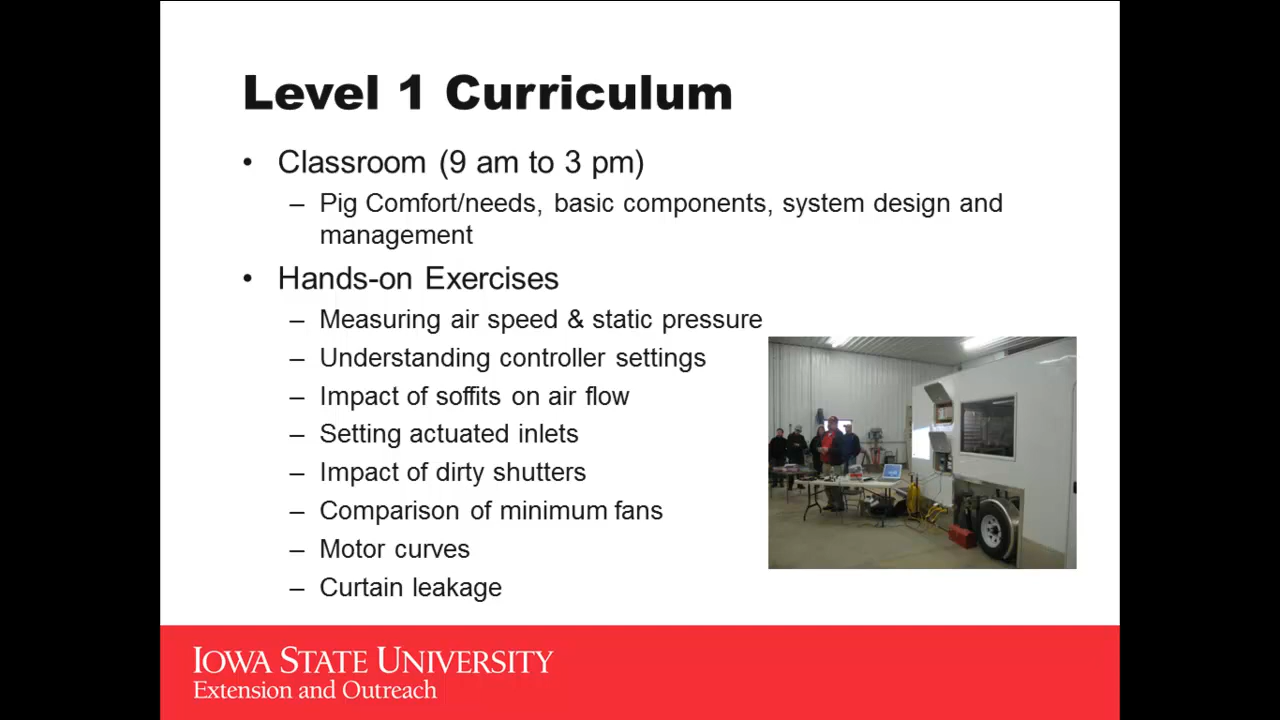 Level 1 Curriculum
• Classroom (9 am to 3 pm)
– Pig Comfort/needs, basic components, system design and
management
• Hands-on Exercises
– Measuring air speed & static pressure
– Understanding controller settings
– Impact of soffits on air flow
– Setting actuated inlets
– Impact of dirty shutters
– Comparison of minimum fans
– Motor curves
– Curtain leakage
IOWA STATE UNIVERSITY
Extension and Outreach